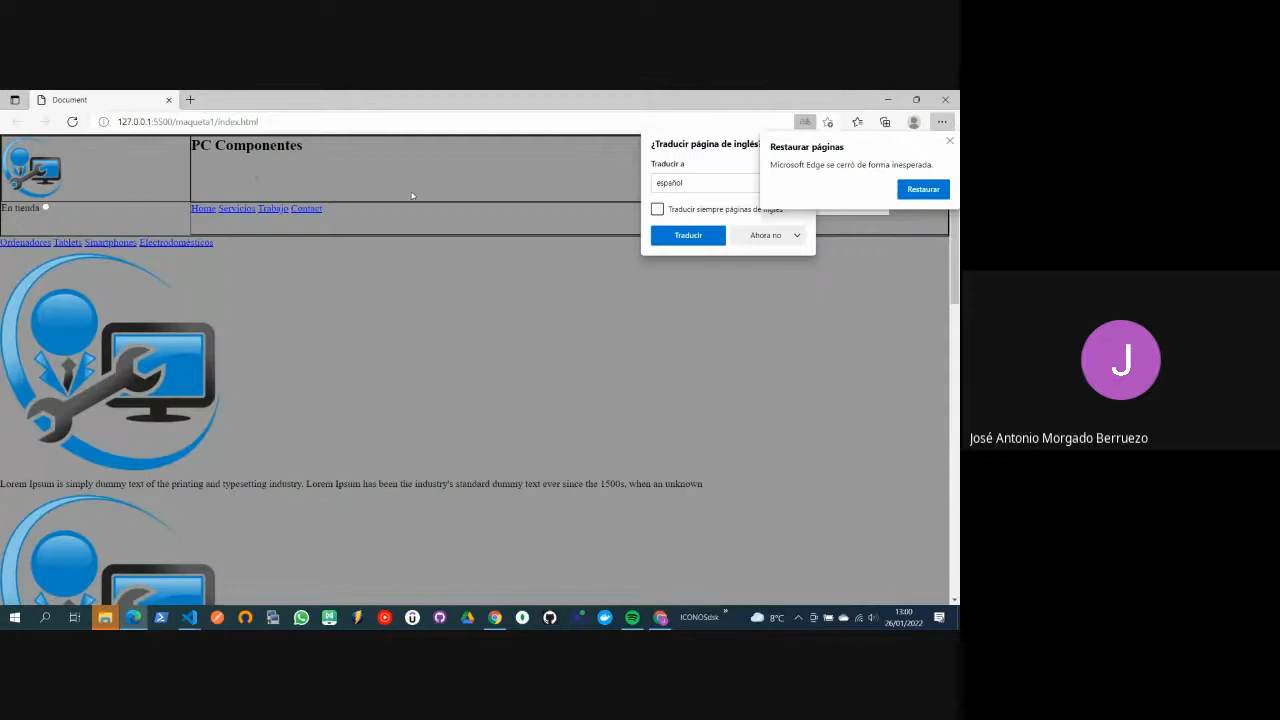 Document
127.0.0.1:5500/maqueta1/index.html
PC Componentes
¿Traducir página de inglés?
Restaurar páginas
Traducir a
Microsoft Edge se cerró de forma inesperada.
español
Restaurar
En tienda
Home Servicios Trabajo Contact
Traducir siempre páginas de inglés
Traducir
Ahora no
Ordenadores Tablets Smartphones Electrodomésticos
Lorem Ipsum is simply dummy text of the printing and typesetting industry. Lorem Ipsum has been the industry's standard dummy text ever since the 1500s, when an unknown
J
José Antonio Morgado Berruezo
ICONOSdsk
8°C
13:00
26/01/2022